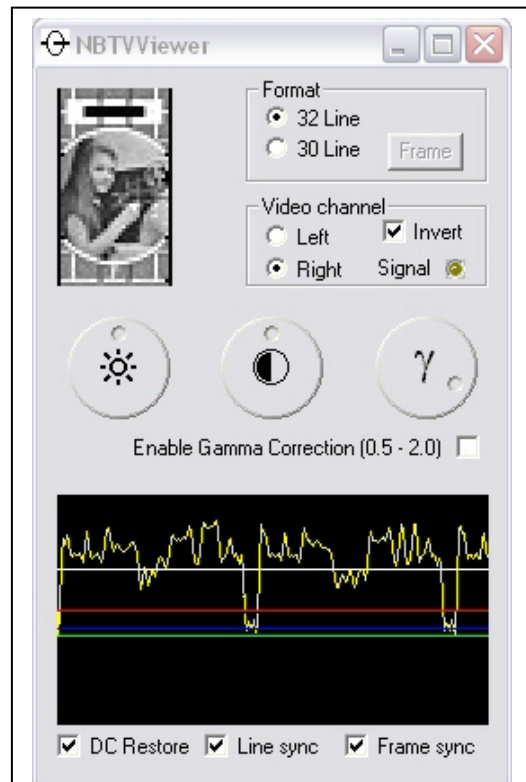 NBTVViewer
Format
32 Line
30 Line
Frame
Video channel
Left
Invert
Right
Signal
γ
Enable Gamma Correction (0.5 - 2.0)
DC Restore
Line sync
Frame sync